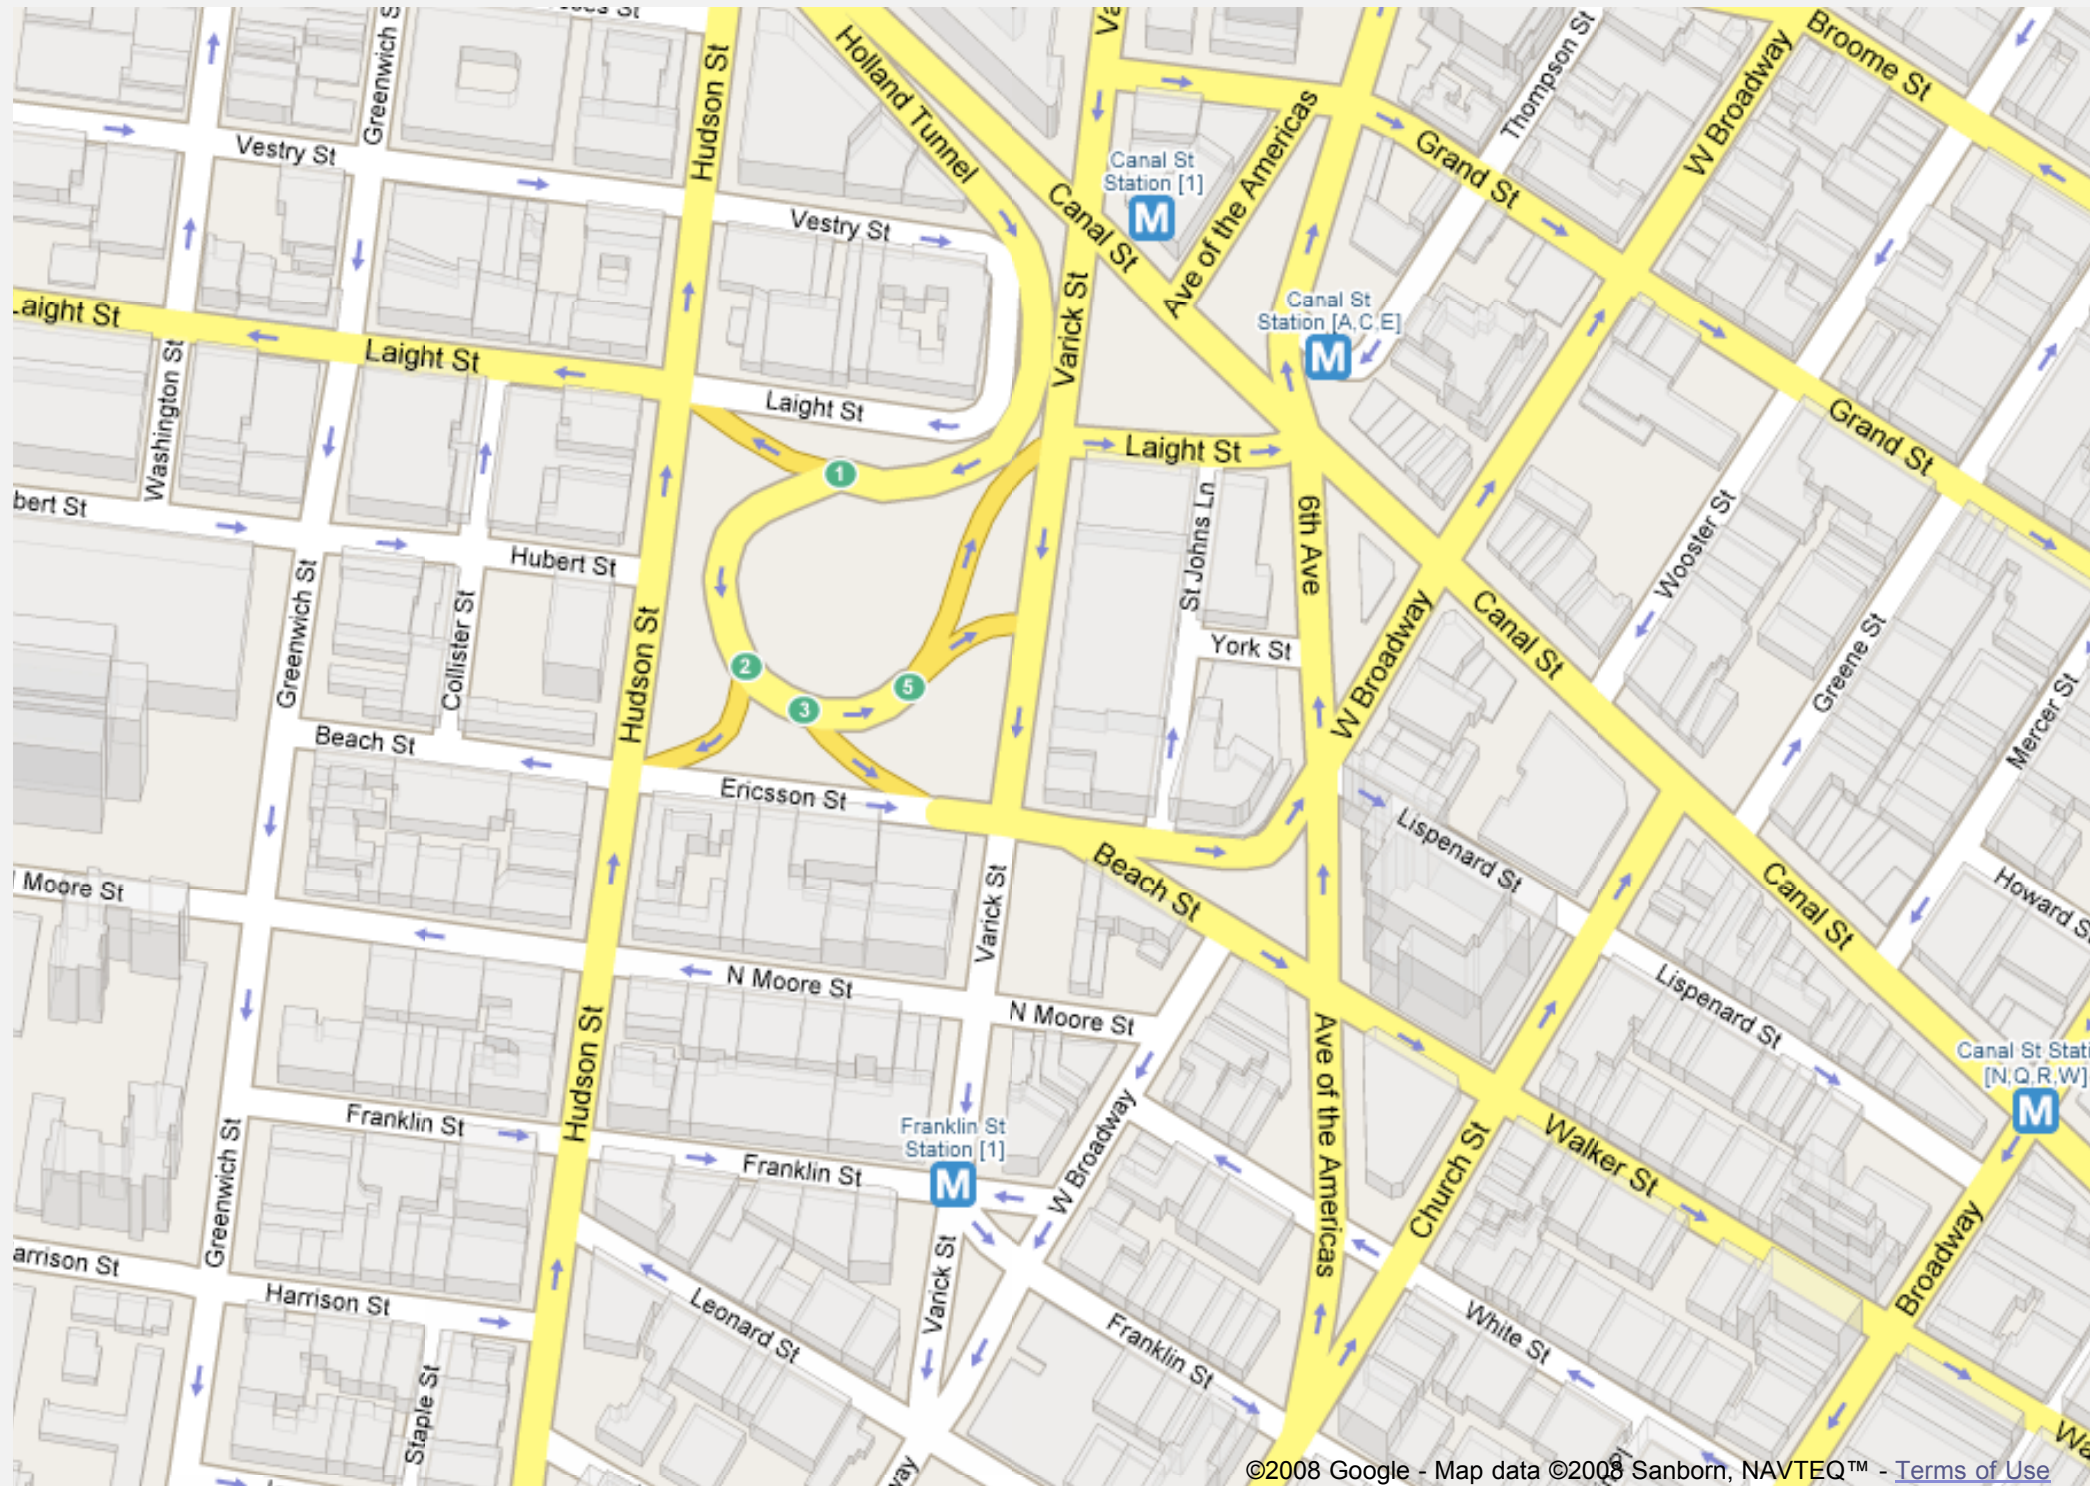 Greenwich St
Hudson St
Holland Tunnel
Thompson St
W Broadway
Broome St
Vestry St
Canal St
Station [1]
Ave of the Americas
Grand St
Vestry St
Canal St
Varick St
Canal St
Station [A,C,E]
Laight St
Laight St
Washington St
Laight St
Laight St
Grand St
1
6th Ave
St Johns Ln
Wooster St
Hubert St
Greenwich St
Collister St
Hudson St
York St
W Broadway
Canal St
Greene St
Mercer St
2
3
5
Beach St
Ericsson St
Lispenard St
Beach St
Moore St
Varick St
Canal St
Howard St
N Moore St
N Moore St
Lispenard St
Hudson St
Ave of the Americas
Canal St Stati
[N,Q,R,W]
Franklin St
Franklin St
Station [1]
Franklin St
W Broadway
Church St
Walker St
Greenwich St
Harrison St
Varick St
Leonard St
Franklin St
White St
Broadway
Staple St
©2008 Google - Map data ©2008 Sanborn, NAVTEQ™ - Terms of Use